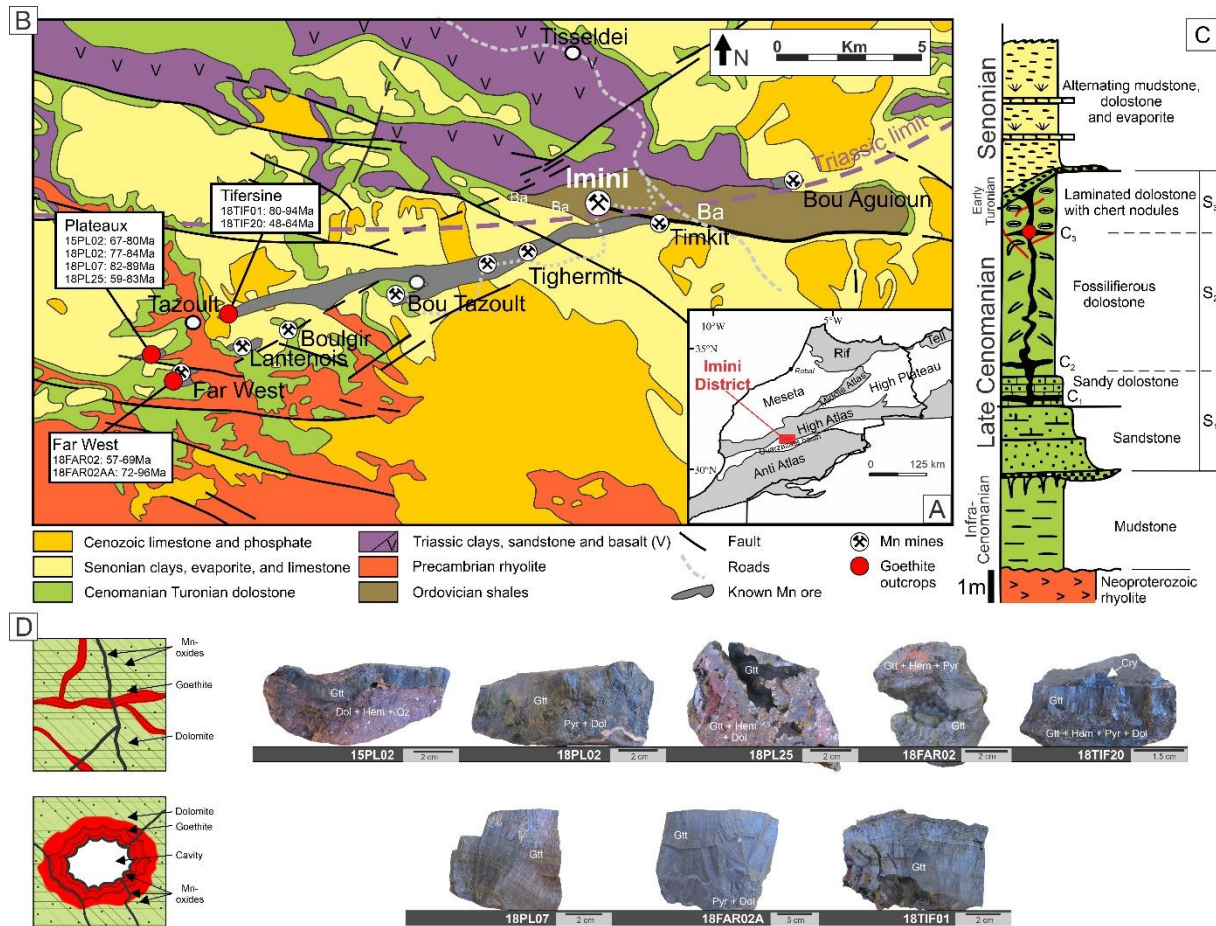 B
Tisseldei
0 Km 5
N
Triassic limit
Imini
Ba
Ba
Ba
Bou Aguioun
Timkit
Tighermit
Bou Tazoult
Boulgir
Lantenois
Far West
Tazoult
Tifersine
18TIF01: 80-94Ma
18TIF20: 48-64Ma
Plateaux
15PL02: 67-80Ma
18PL02: 77-84Ma
18PL07: 82-89Ma
18PL25: 59-83Ma
Far West
18FAR02: 57-69Ma
18FAR02AA: 72-96Ma
10°W
5°W
35°N
30°N
Rif
Tell
Rabat
Meseta
Middle Atlas
High Plateau
Imini
District
High Atlas
Anti Atlas
0 125 km
A
V V V V V V V V V V V V
Cenozoic limestone and phosphate
Senonian clays, evaporite, and limestone
Cenomanian Turonian dolostone
V
Triassic clays, sandstone and basalt (V)
Precambrian rhyolite
Ordovician shales
Fault
Roads
Known Mn ore
Mn mines
Goethite
outcrops
C
Senonian
Early
Turonian
Late Cenomanian
Infra-
Cenomanian
Alternating mudstone,
dolostone
and evaporite
Laminated dolostone
with chert nodules
S3
C3
Fossilifierous
dolostone
S2
C2
Sandy dolostone
C1
Sandstone
S1
Mudstone
Neoproterozoic
rhyolite
1m
D
Mn-
oxides
Goethite
Dolomite
Gtt
Dol + Hem + Qz
15PL02 2 cm
Gtt
Pyr + Dol
18PL02 2 cm
Gtt
Gtt + Hem
+ Dol
18PL25 2 cm
Gtt + Hem + Pyr
Gtt
18FAR02 2 cm
Cry
Gtt
Gtt + Hem + Pyr + Dol
18TIF20 1.5 cm
Dolomite
Goethite
Cavity
Mn-
oxides
Gtt
18PL07 2 cm
Gtt
Pyr + Dol
18FAR02A 3 cm
Gtt
18TIF01 2 cm